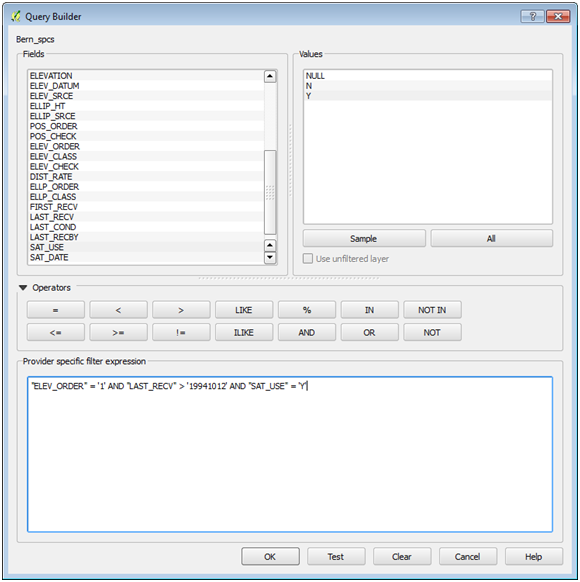 Query Builder
Bern_spcs
Fields
ELEVATION
ELEV_DATUM
ELEV_SRCE
ELLIP_HT
ELLIP_SRCE
POS_ORDER
POS_CHECK
ELEV_ORDER
ELEV_CLASS
ELEV_CHECK
DIST_RATE
ELLP_ORDER
ELLP_CLASS
FIRST_RECV
LAST_RECV
LAST_COND
LAST_RECBY
SAT_USE
SAT_DATE
Values
NULL
N
Y
Sample All
Use unfiltered layer
Operators
= < > LIKE % IN NOT IN
<= >= != ILIKE AND OR NOT
Provider specific filter expression
"ELEV_ORDER" = '1' AND "LAST_RECV" > '19941012' AND "SAT_USE" = 'Y'
OK Test Clear Cancel Help